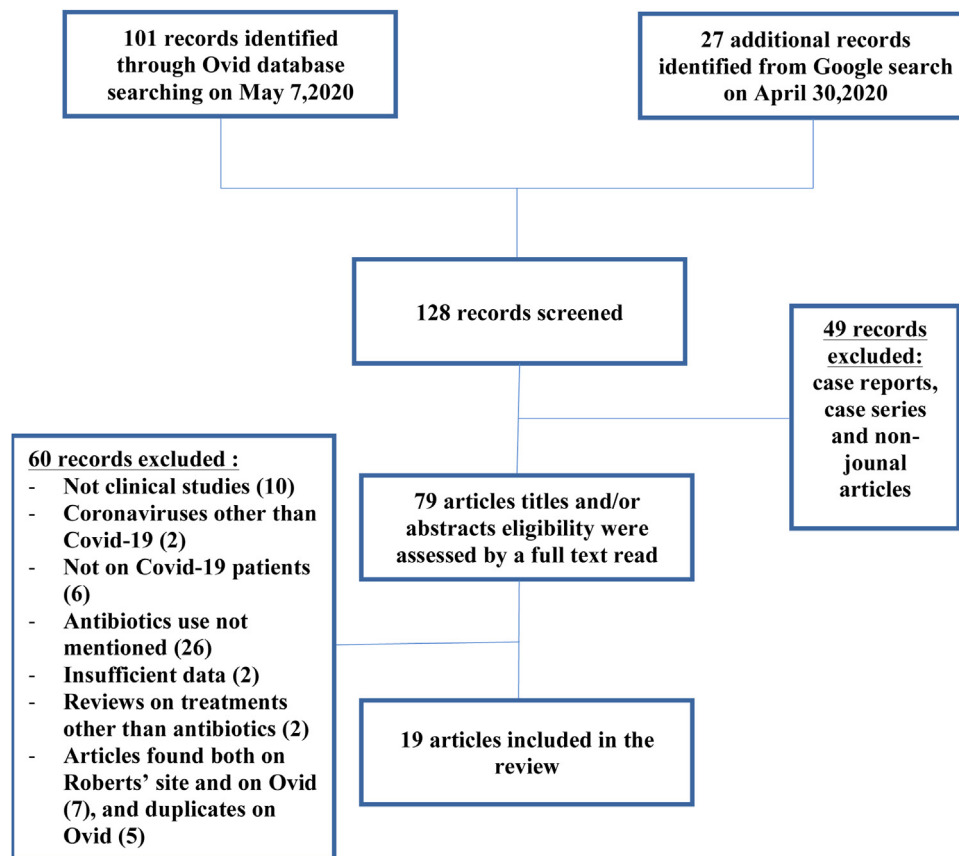 101 records identified
through Ovid database
searching on May 7,2020
27 additional records
identified from Google search
on April 30,2020
128 records screened
49 records
excluded:
case reports,
case series
and non-
jounal
articles
79 articles titles and/or
abstracts eligibility were
assessed by a full text read
60 records excluded :
- Not clinical studies (10)
- Coronaviruses other than
Covid-19 (2)
- Not on Covid-19 patients
(6)
- Antibiotics use not
mentioned (26)
- Insufficient data (2)
- Reviews on treatments
other than antibiotics (2)
- Articles found both on
Roberts’ site and on Ovid
(7), and duplicates on
Ovid (5)
19 articles included in the
review